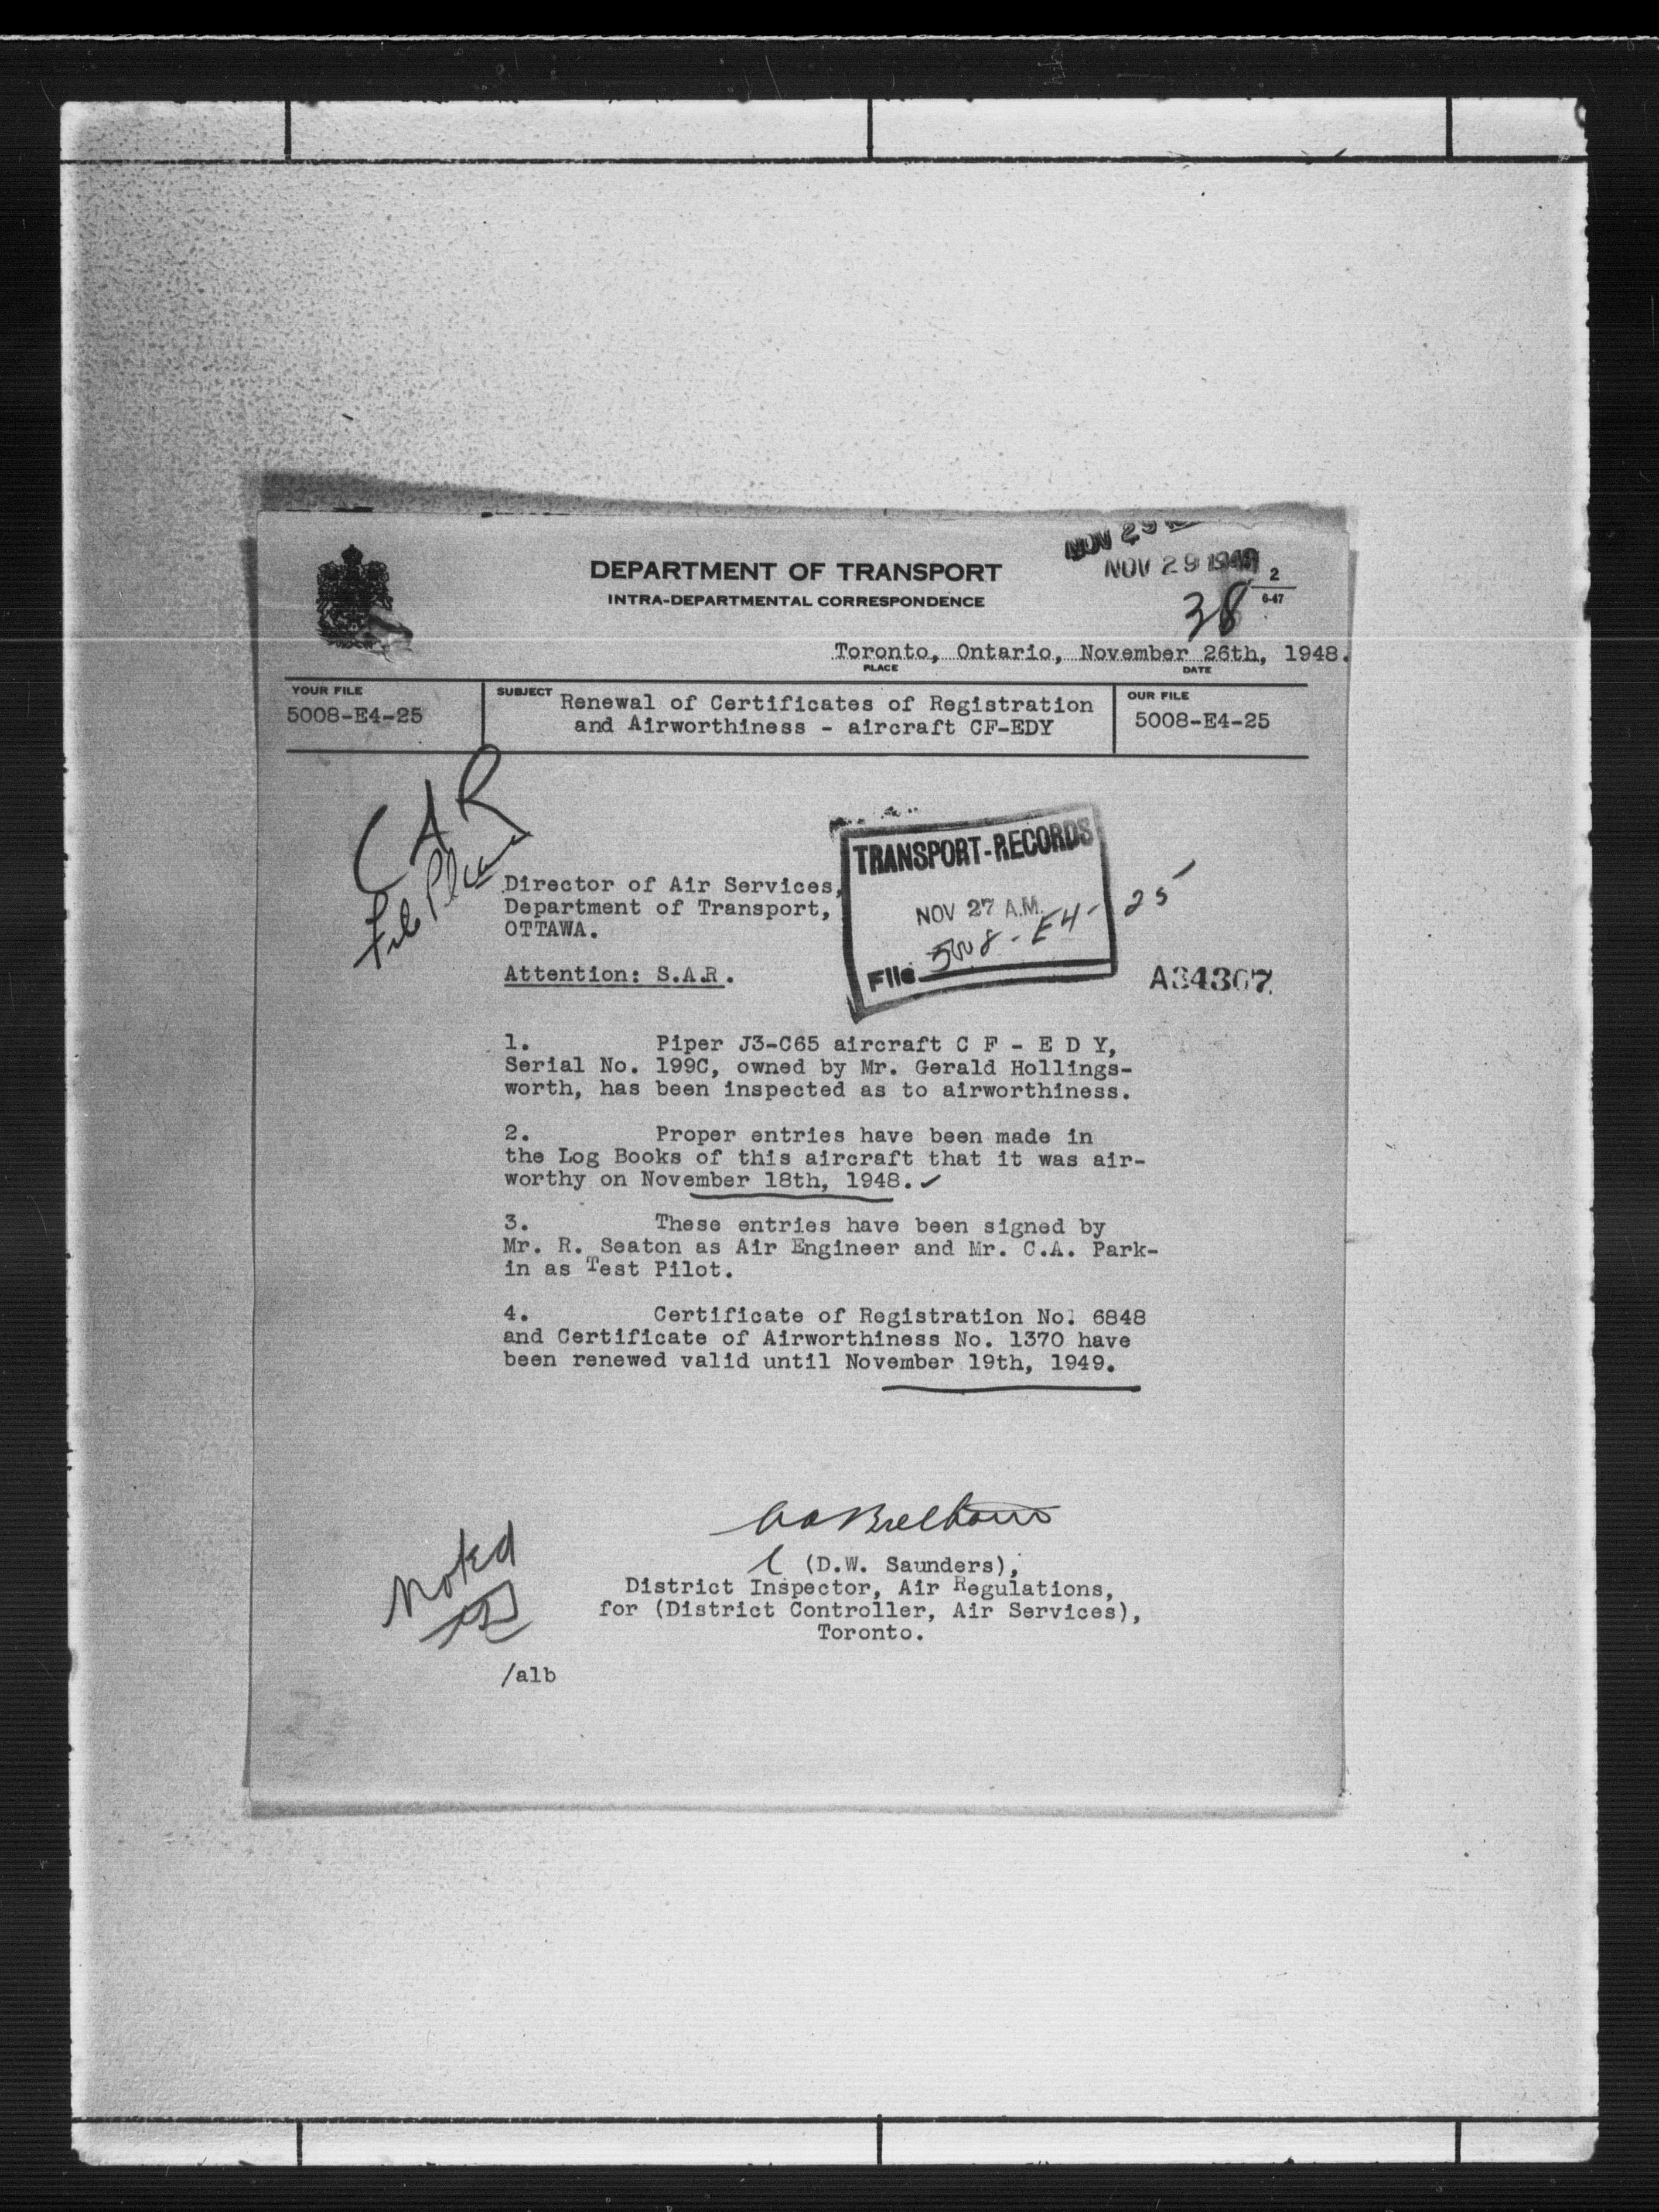 NOV 29
NOV 29 1948
DEPARTMENT OF TRANSPORT
INTRA-DEPARTMENTAL CORRESPONDENCE
2
6-47
38
Toronto, Ontario, November 26th, 1948.
PLACE DATE
YOUR FILE
5008-E4-25
SUBJECT Renewal of Certificates of Registration
and Airworthiness - aircraft CF-EDY
OUR FILE
5008-E4-25
CAR
File Please
TRANSPORT-RECORDS
NOV 27 A.M.
File 5008-E4-25
Director of Air Services,
Department of Transport,
OTTAWA.
Attention: S.A.R.
A34367
1. Piper J3-C65 aircraft C F - E D Y,
Serial No. 199C, owned by Mr. Gerald Hollings-
worth, has been inspected as to airworthiness.
2. Proper entries have been made in
the Log Books of this aircraft that it was air-
worthy on November 18th, 1948. ✓
3. These entries have been signed by
Mr. R. Seaton as Air Engineer and Mr. C.A. Park-
in as Test Pilot.
4. Certificate of Registration No. 6848
and Certificate of Airworthiness No. 1370 have
been renewed valid until November 19th, 1949.
(D.W. Saunders),
District Inspector, Air Regulations,
for (District Controller, Air Services),
Toronto.
Noted
/alb